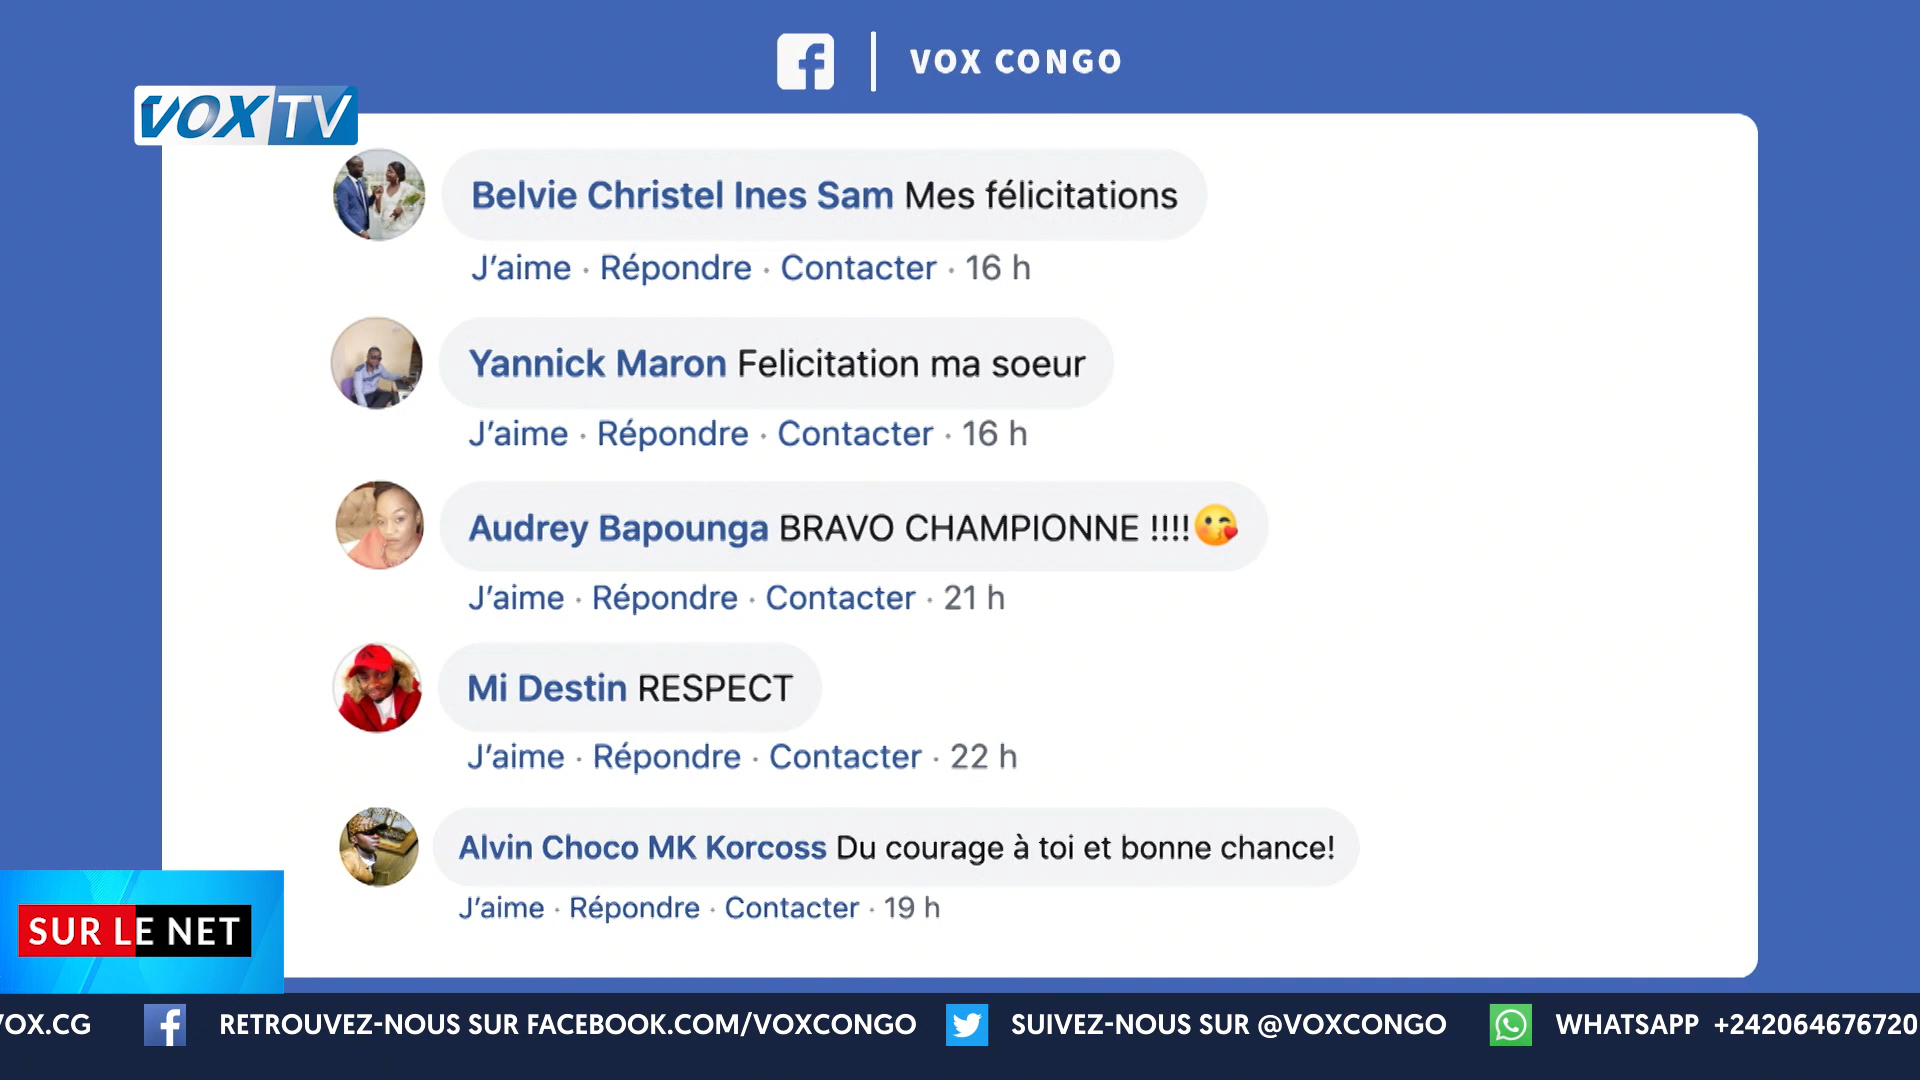 VOX CONGO
VOX TV
Belvie Christel Ines Sam Mes félicitations
J'aime · Répondre · Contacter · 16 h
Yannick Maron Felicitation ma soeur
J'aime · Répondre · Contacter · 16 h
Audrey Bapounga BRAVO CHAMPIONNE !!!!😘
J'aime · Répondre · Contacter · 21 h
Mi Destin RESPECT
J'aime · Répondre · Contacter · 22 h
Alvin Choco MK Korcoss Du courage à toi et bonne chance!
J'aime · Répondre · Contacter · 19 h
SUR LE NET
VOX.CG RETROUVEZ-NOUS SUR FACEBOOK.COM/VOXCONGO SUIVEZ-NOUS SUR @VOXCONGO WHATSAPP +242064676720